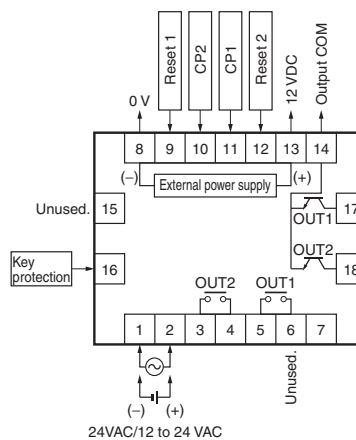 Reset 1
CP2
CP1
Reset 2
12 VDC
Output COM
0 V
8 9 10 11 12 13 14
(−) External power supply (+)
Unused. 15
17
OUT1
Key
protection
16
OUT2
18
OUT2 OUT1
1 2 3 4 5 6 7
Unused.
(−) (+)
24VAC/12 to 24 VAC